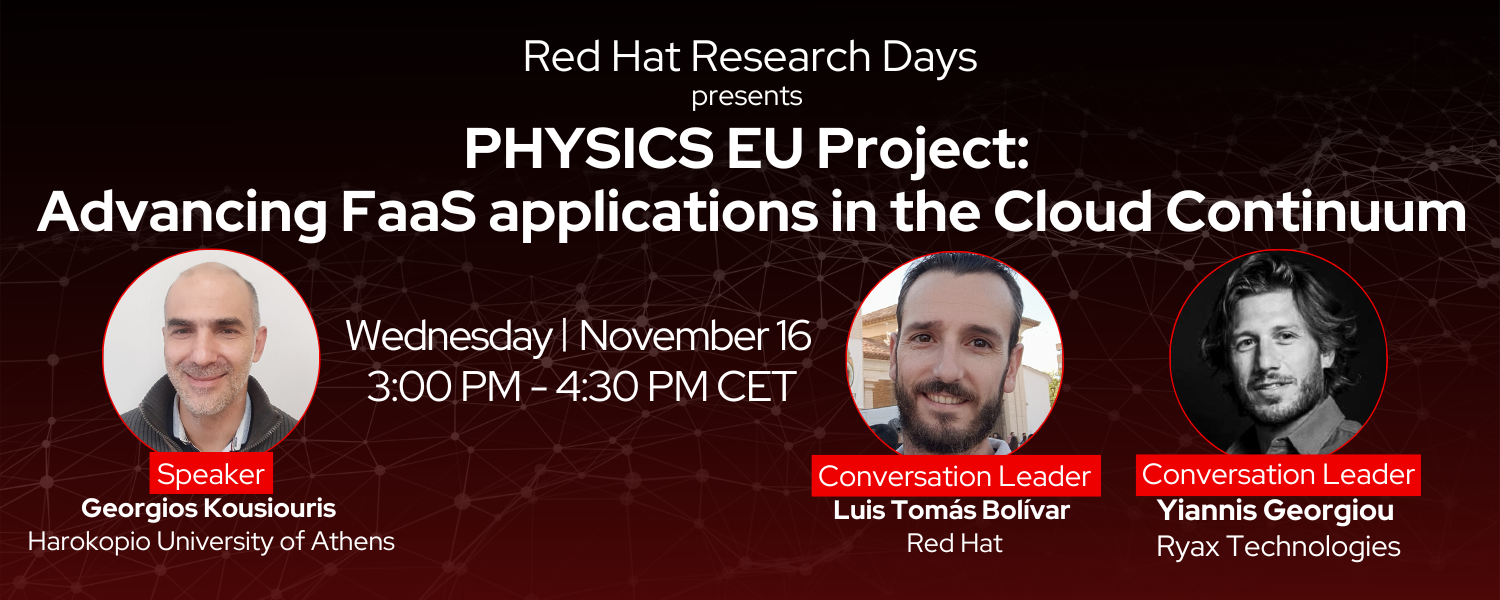 Red Hat Research Days
presents
PHYSICS EU Project:
Advancing FaaS applications in the Cloud Continuum
Wednesday | November 16
3:00 PM - 4:30 PM CET
Speaker
Georgios Kousiouris
Harokopio University of Athens
Conversation Leader
Luis Tomás Bolívar
Red Hat
Conversation Leader
Yiannis Georgiou
Ryax Technologies